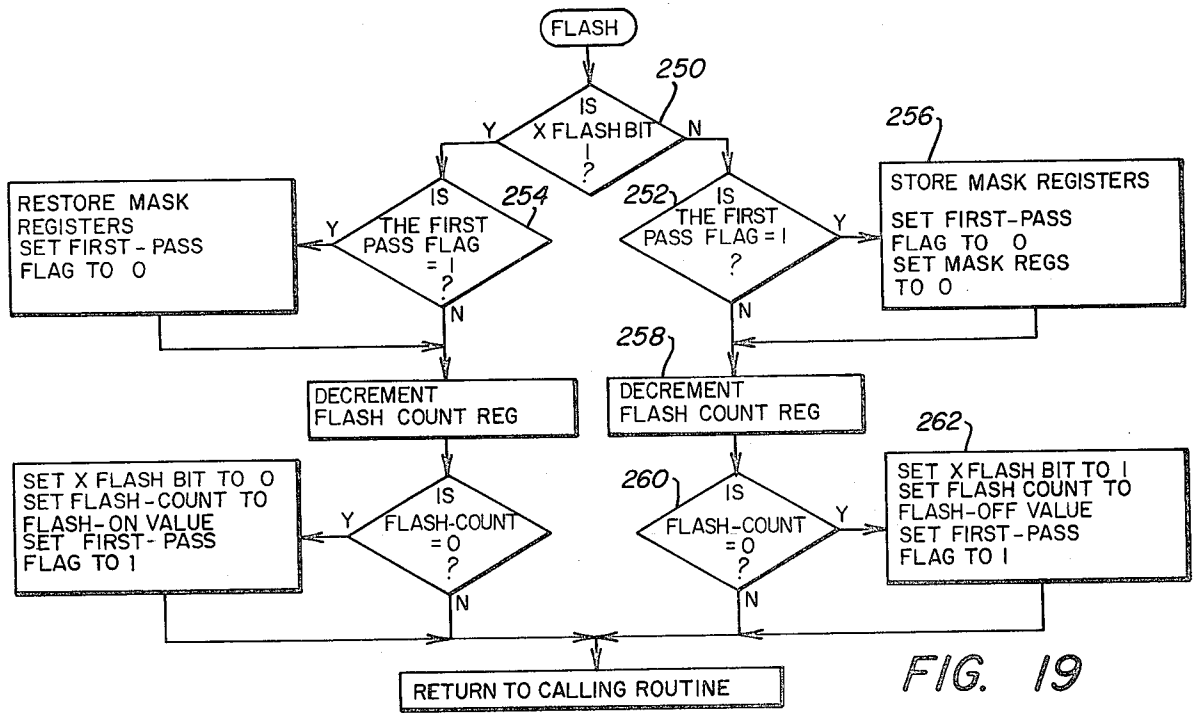 FLASH
250
IS
X FLASH BIT
1
?
Y
N
254
IS
THE FIRST
PASS FLAG
= 1
?
Y
N
RESTORE MASK
REGISTERS
SET FIRST-PASS
FLAG TO 0
252
IS
THE FIRST
PASS FLAG = 1
?
Y
N
256
STORE MASK REGISTERS
SET FIRST-PASS
FLAG TO 0
SET MASK REGS
TO 0
DECREMENT
FLASH COUNT REG
258
DECREMENT
FLASH COUNT REG
IS
FLASH-COUNT
= 0
?
Y
N
SET X FLASH BIT TO 0
SET FLASH-COUNT TO
FLASH-ON VALUE
SET FIRST-PASS
FLAG TO 1
260
IS
FLASH-COUNT
= 0
?
Y
N
262
SET X FLASH BIT TO 1
SET FLASH COUNT TO
FLASH-OFF VALUE
SET FIRST-PASS
FLAG TO 1
RETURN TO CALLING ROUTINE
FIG. 19